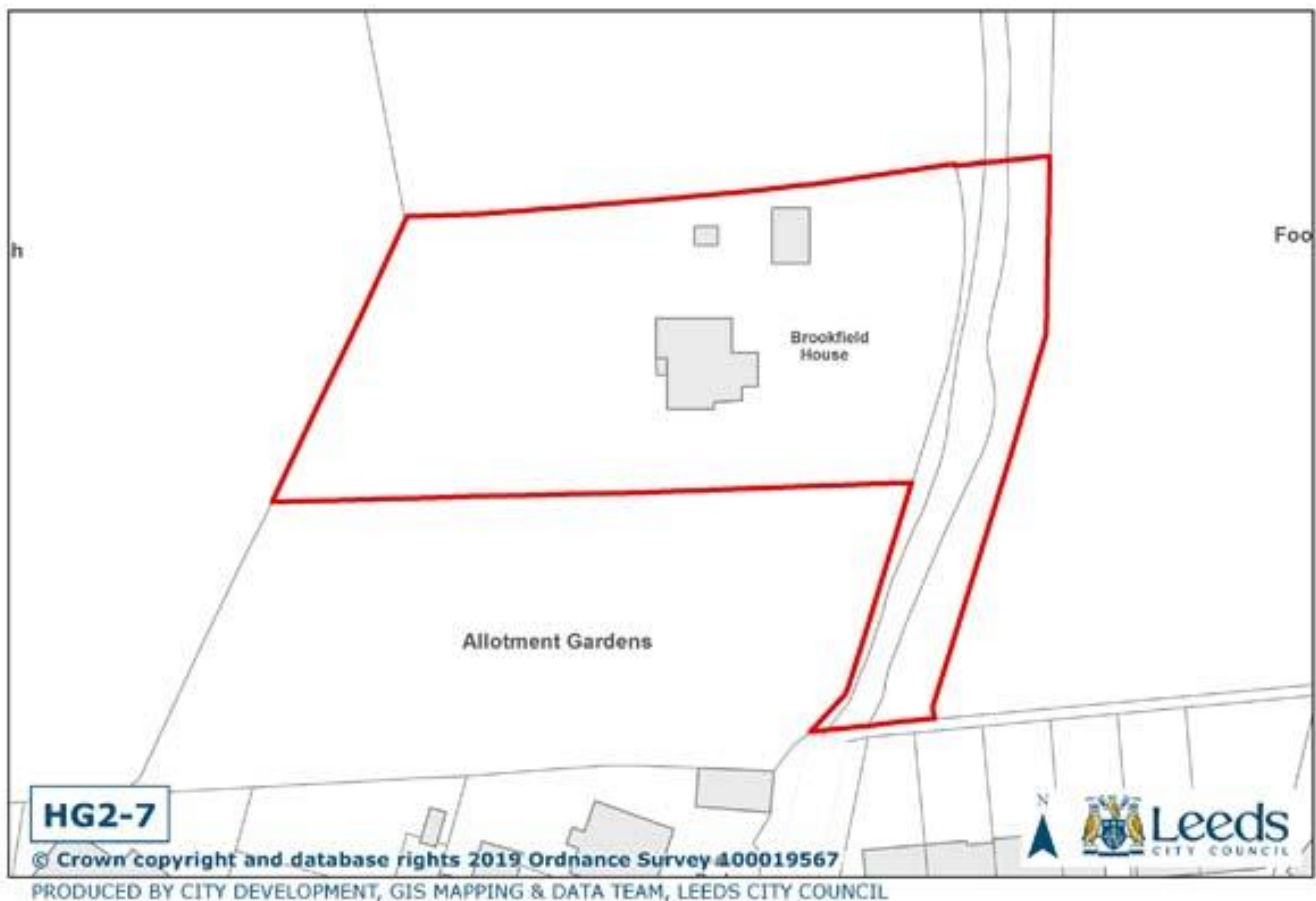 h
Foo
Brookfield
House
Allotment Gardens
HG2-7
N
Leeds
CITY COUNCIL
© Crown copyright and database rights 2019 Ordnance Survey 100019567
PRODUCED BY CITY DEVELOPMENT, GIS MAPPING & DATA TEAM, LEEDS CITY COUNCIL